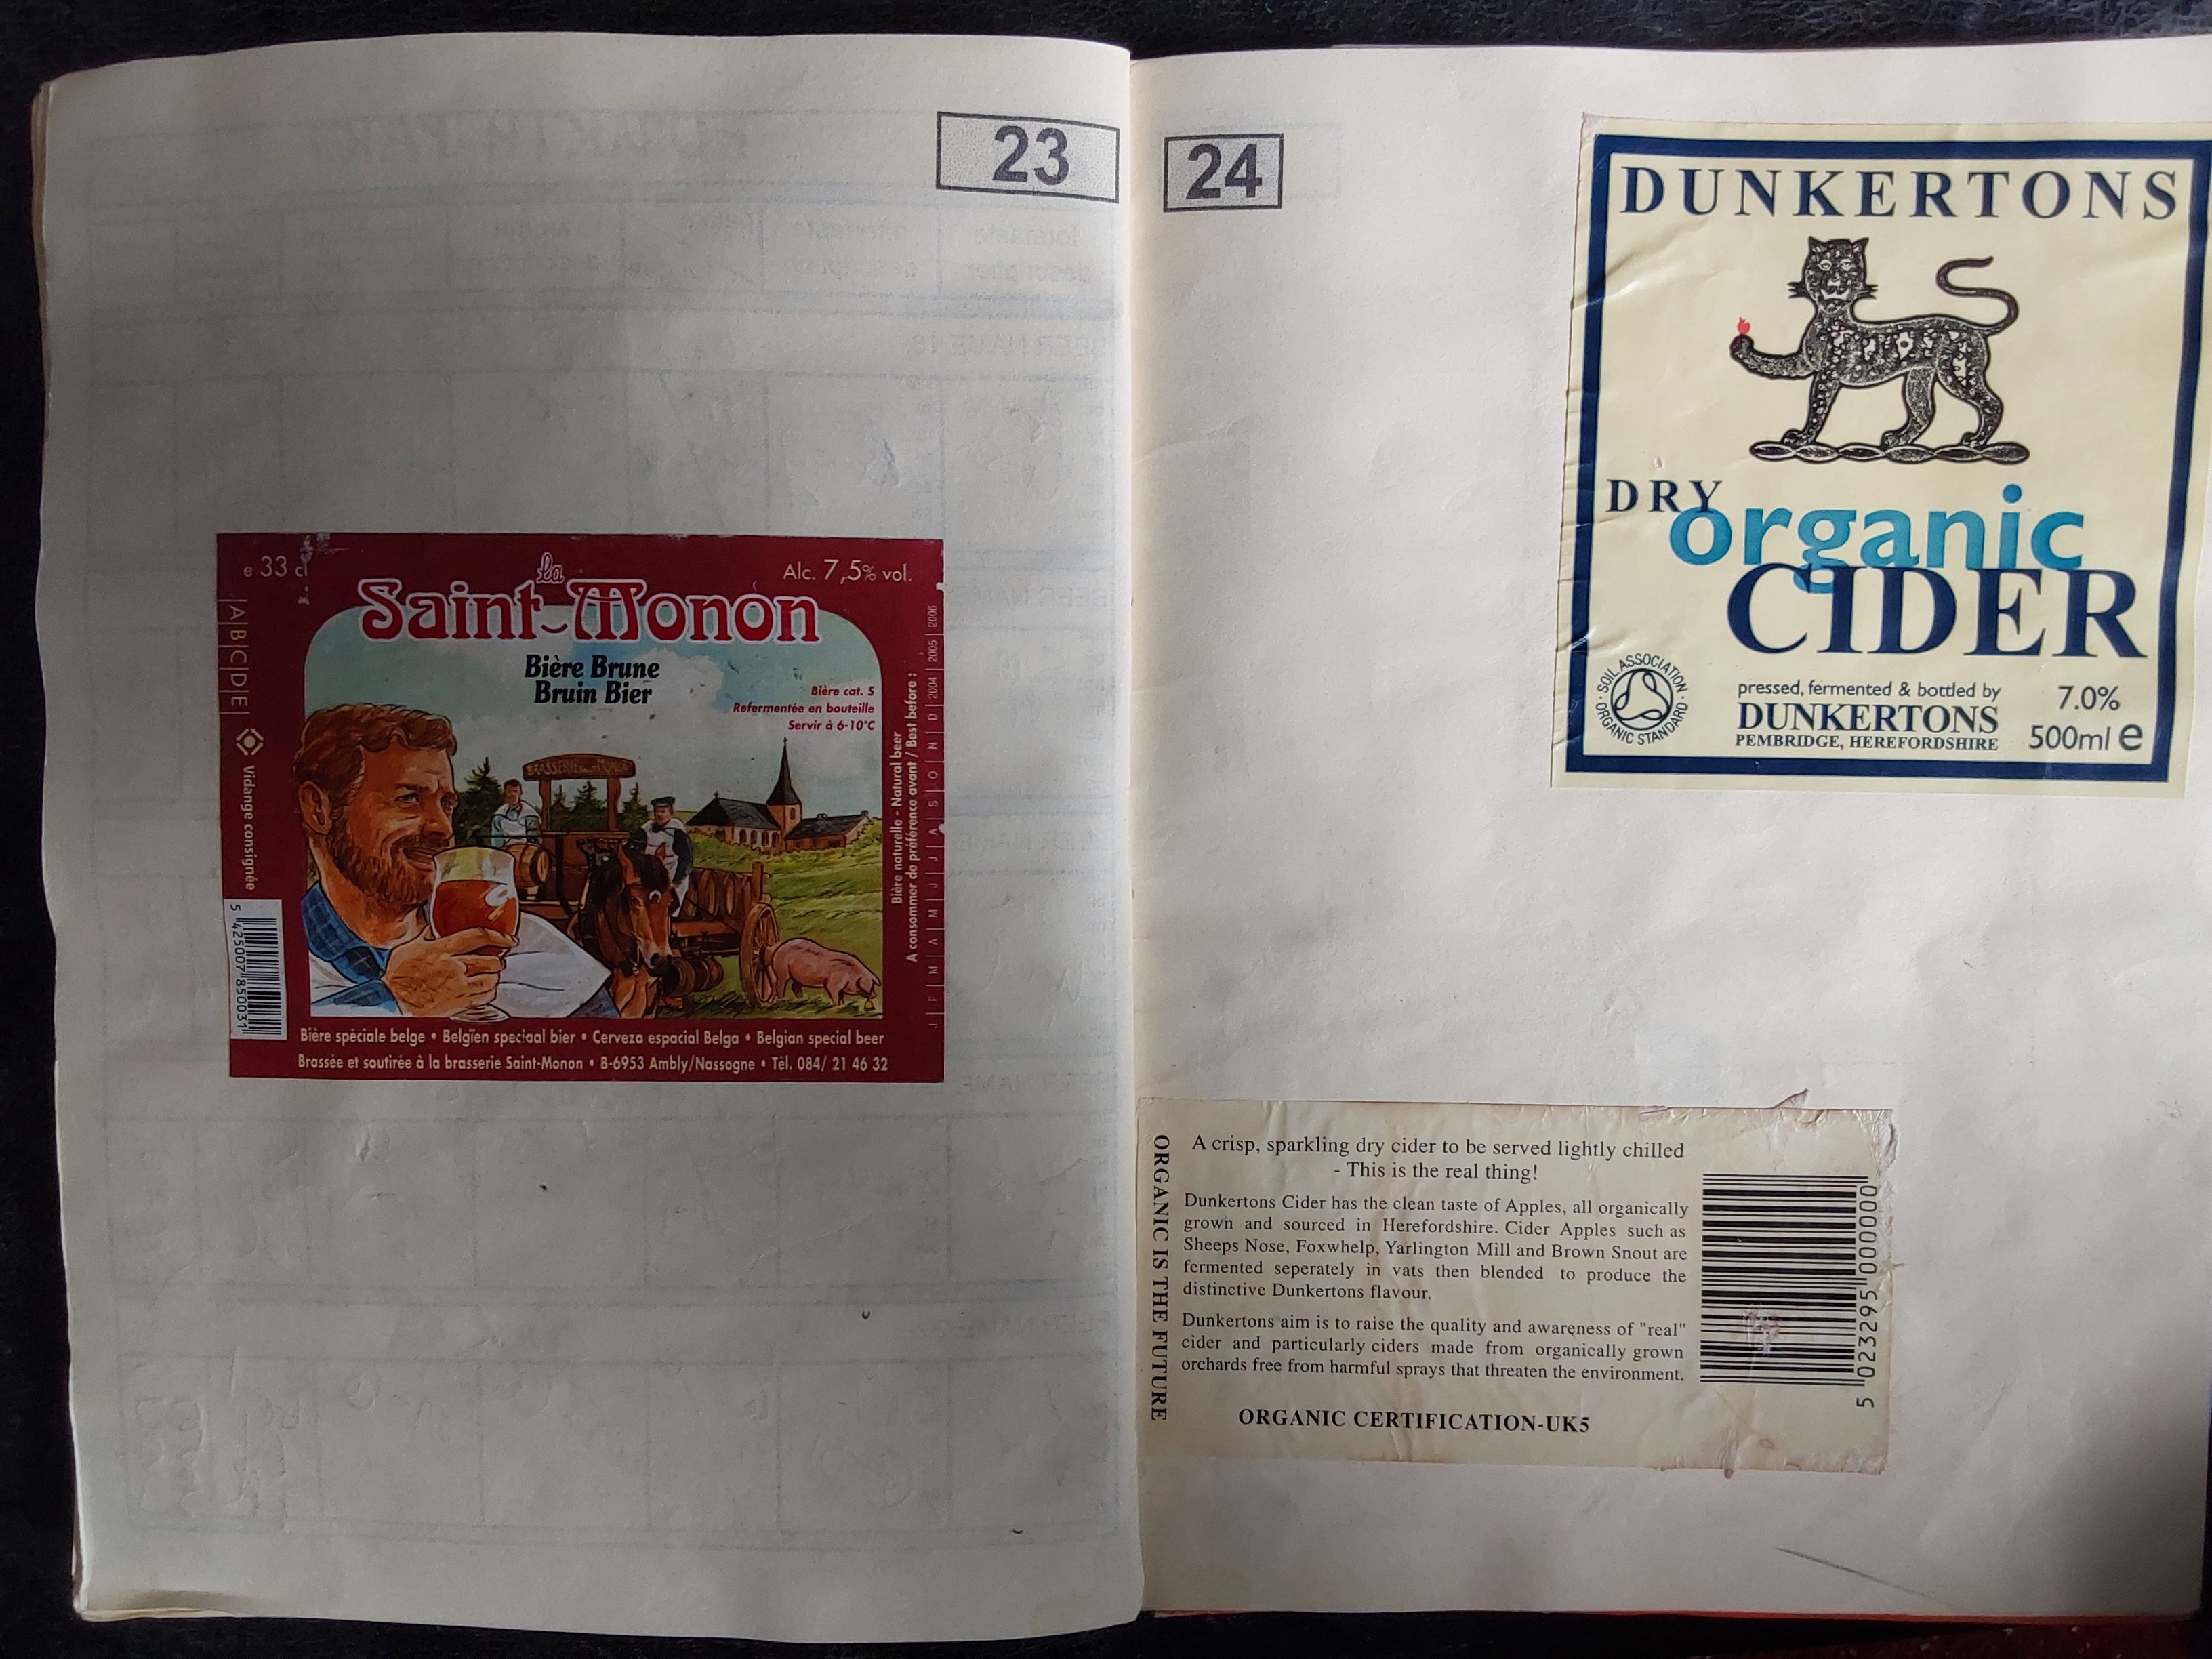 23
e 33 cl
Alc. 7,5% vol.
la
Saint-Monon
Bière Brune
Bruin Bier
Bière cat. S
Refermentée en bouteille
Servir à 6-10°C
BRASSERIE
A|B|C|D|E
Vidange consignée
5 425007 850031
Bière naturelle - Natural beer
A consommer de préférence avant / Best before :
J F M A M J J A S O N D 2004 2005 2006
Bière spéciale belge • Belgïen speciaal bier • Cerveza espacial Belga • Belgian special beer
Brassée et soutirée à la brasserie Saint-Monon • B-6953 Ambly/Nassogne • Tél. 084/ 21 46 32
24
DUNKERTONS
DRY
organic
CIDER
SOIL ASSOCIATION
ORGANIC STANDARD
pressed, fermented & bottled by
DUNKERTONS
PEMBRIDGE, HEREFORDSHIRE
7.0%
500ml e
ORGANIC IS THE FUTURE
A crisp, sparkling dry cider to be served lightly chilled
- This is the real thing!
Dunkertons Cider has the clean taste of Apples, all organically
grown and sourced in Herefordshire. Cider Apples such as
Sheeps Nose, Foxwhelp, Yarlington Mill and Brown Snout are
fermented seperately in vats then blended to produce the
distinctive Dunkertons flavour.
Dunkertons aim is to raise the quality and awareness of "real"
cider and particularly ciders made from organically grown
orchards free from harmful sprays that threaten the environment.
ORGANIC CERTIFICATION-UK5
5 023295 000000